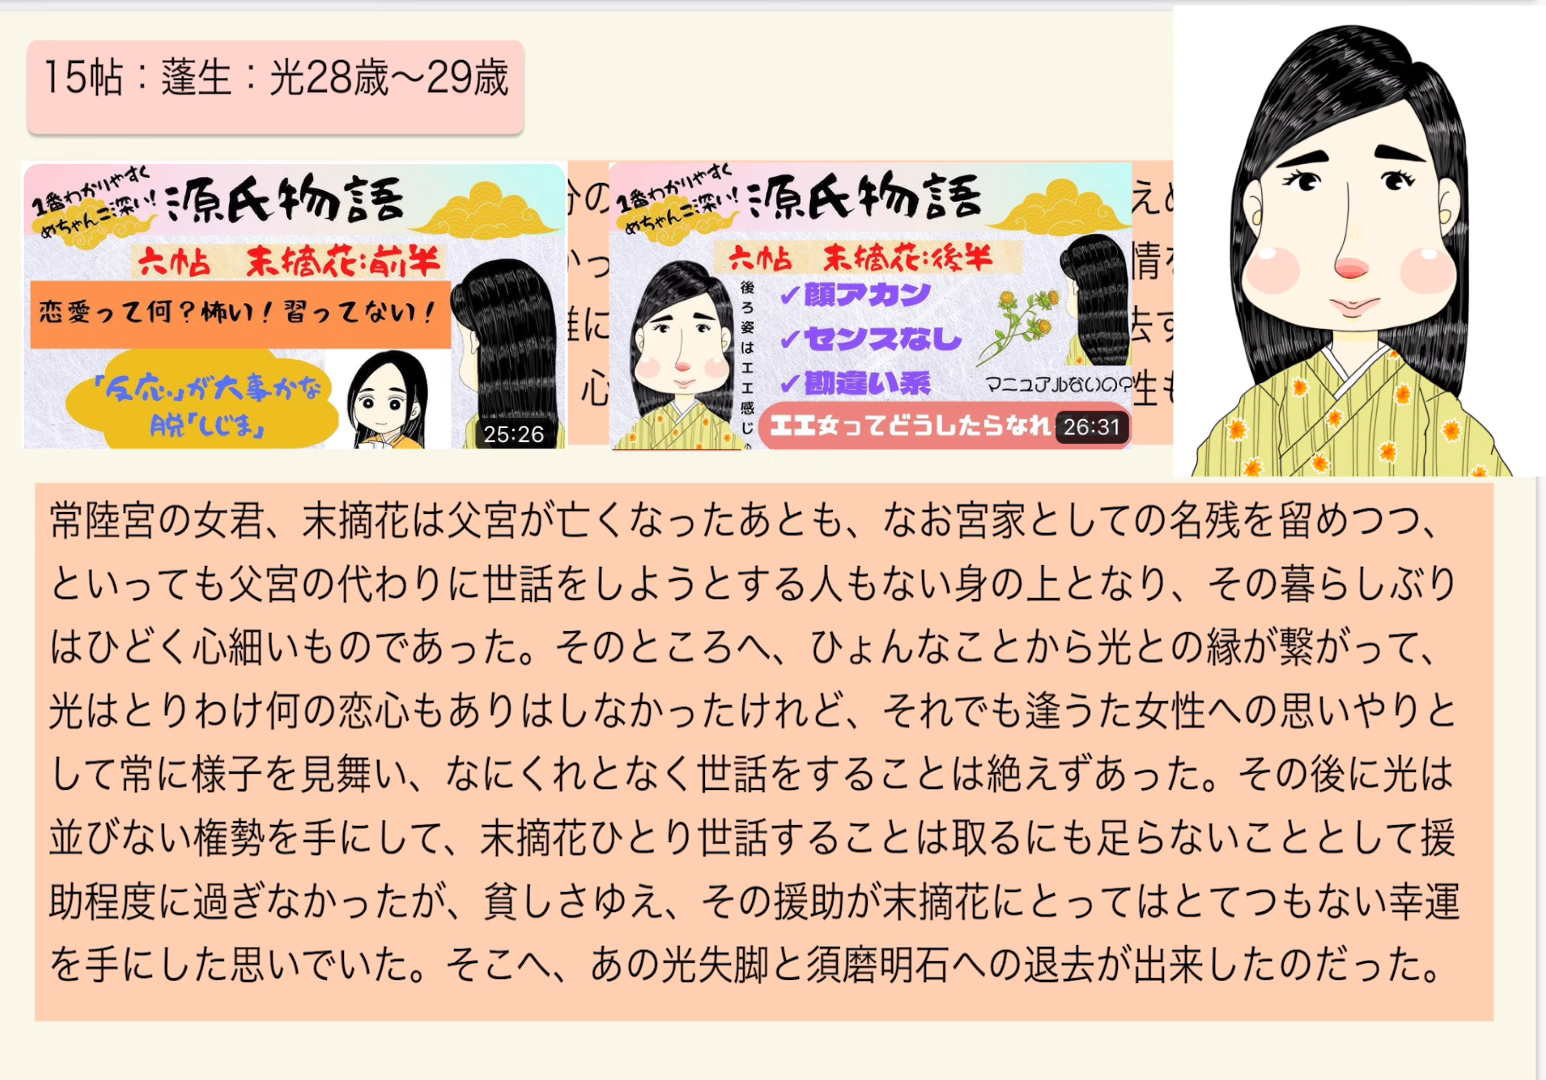 15帖：蓬生：光28歳〜29歳
1番わかりやすく
めちゃんこ深い！
源氏物語
六帖 末摘花:前半
恋愛って何？怖い！習ってない！
「反応」が大事かな
脱「しじま」
25:26
1番わかりやすく
めちゃんこ深い！
源氏物語
六帖 末摘花:後半
後ろ姿はエエ感じ
✓顔アカン
✓センスなし
✓勘違い系
マニュアルないの？
エエ女ってどうしたらなれ
26:31
分の
かっ
誰に
心
え
情
去す
性も
常陸宮の女君、末摘花は父宮が亡くなったあとも、なお宮家としての名残を留めつつ、
といっても父宮の代わりに世話をしようとする人もない身の上となり、その暮らしぶり
はひどく心細いものであった。そのところへ、ひょんなことから光との縁が繋がって、
光はとりわけ何の恋心もありはしなかったけれど、それでも逢うた女性への思いやりと
して常に様子を見舞い、なにくれとなく世話をすることは絶えずあった。その後に光は
並びない権勢を手にして、末摘花ひとり世話することは取るにも足らないこととして援
助程度に過ぎなかったが、貧しさゆえ、その援助が末摘花にとってはとてつもない幸運
を手にした思いでいた。そこへ、あの光失脚と須磨明石への退去が出来したのだった。